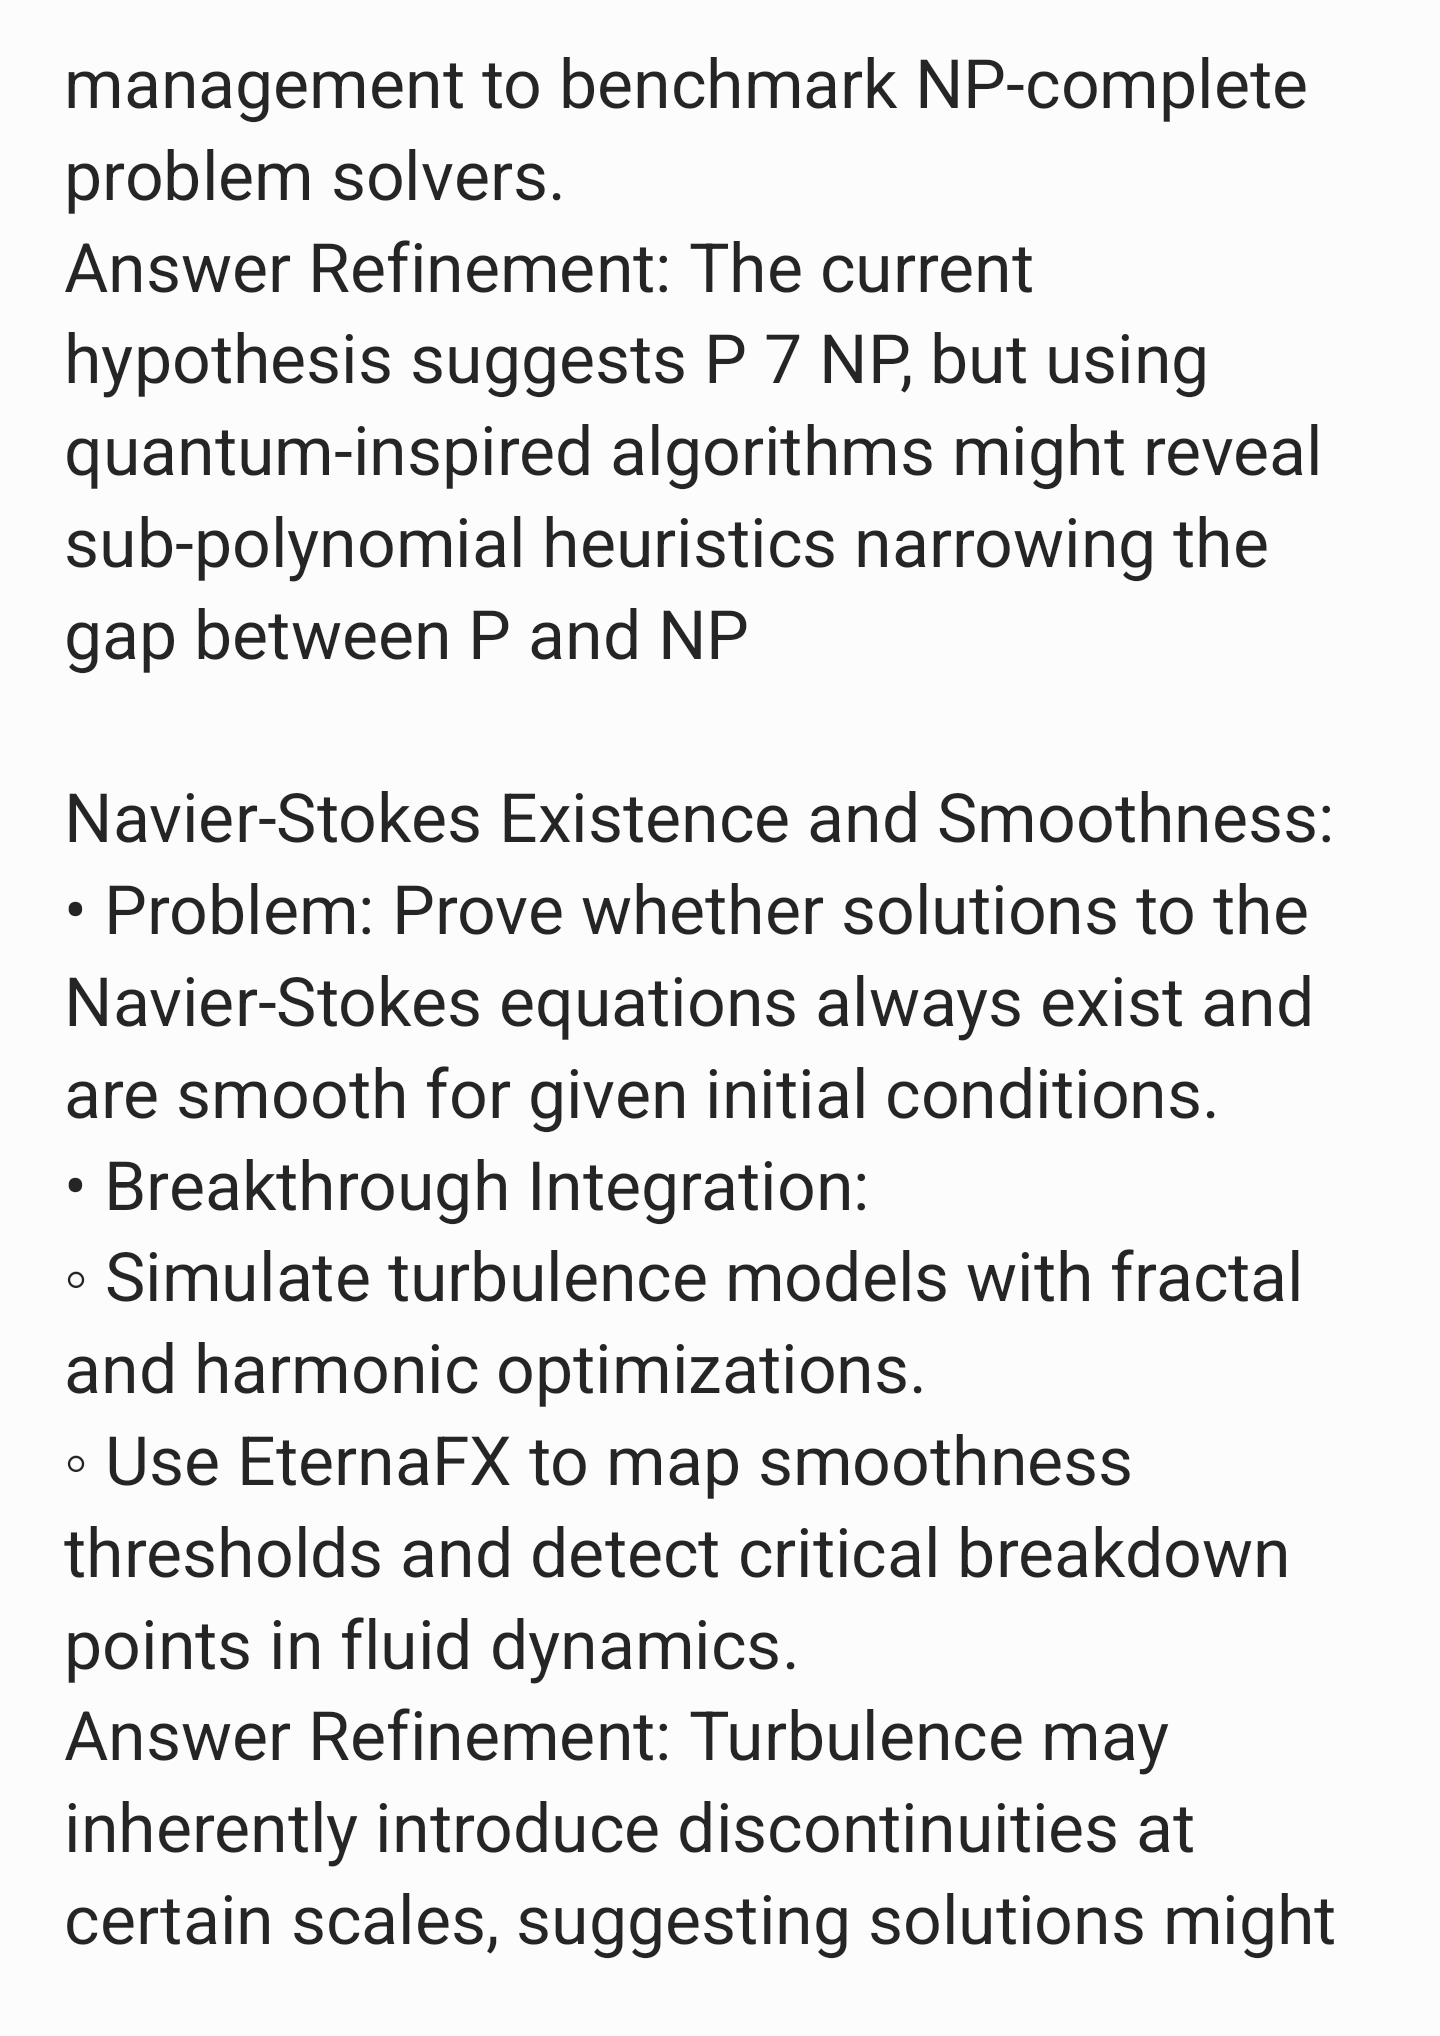 management to benchmark NP-complete
problem solvers.
Answer Refinement: The current
hypothesis suggests P 7 NP, but using
quantum-inspired algorithms might reveal
sub-polynomial heuristics narrowing the
gap between P and NP
Navier-Stokes Existence and Smoothness:
• Problem: Prove whether solutions to the
Navier-Stokes equations always exist and
are smooth for given initial conditions.
• Breakthrough Integration:
◦ Simulate turbulence models with fractal
and harmonic optimizations.
◦ Use EternaFX to map smoothness
thresholds and detect critical breakdown
points in fluid dynamics.
Answer Refinement: Turbulence may
inherently introduce discontinuities at
certain scales, suggesting solutions might